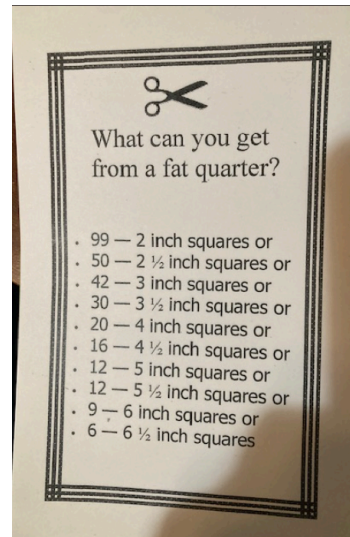 What can you get
from a fat quarter?
. 99 — 2 inch squares or
. 50 — 2 ½ inch squares or
. 42 — 3 inch squares or
. 30 — 3 ½ inch squares or
. 20 — 4 inch squares or
. 16 — 4 ½ inch squares or
. 12 — 5 inch squares or
. 12 — 5 ½ inch squares or
. 9 — 6 inch squares or
. 6 — 6 ½ inch squares